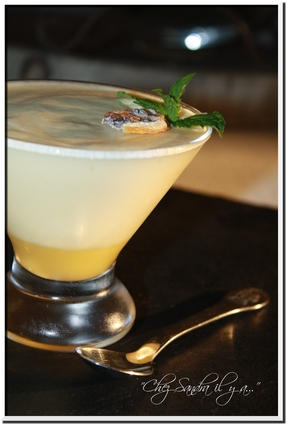 "Chez Sandra il y a..."